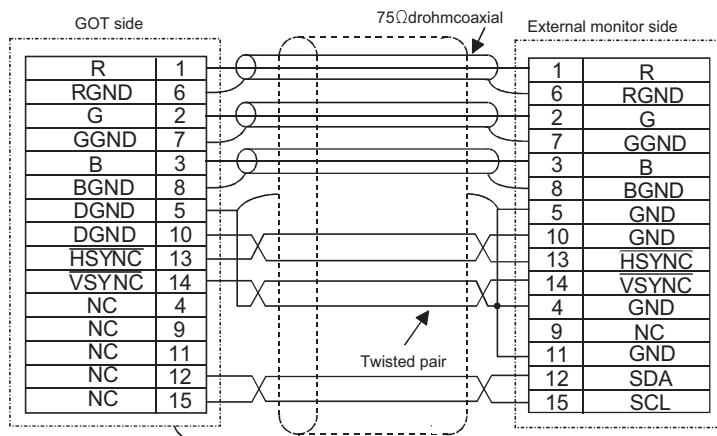 GOT side
75Ωdrohmcoaxial
External monitor side
R 1
RGND 6
G 2
GGND 7
B 3
BGND 8
DGND 5
DGND 10
HSYNC 13
VSYNC 14
NC 4
NC 9
NC 11
NC 12
NC 15
1 R
6 RGND
2 G
7 GGND
3 B
8 BGND
5 GND
10 GND
13 HSYNC
14 VSYNC
4 GND
9 NC
11 GND
12 SDA
15 SCL
Twisted pair